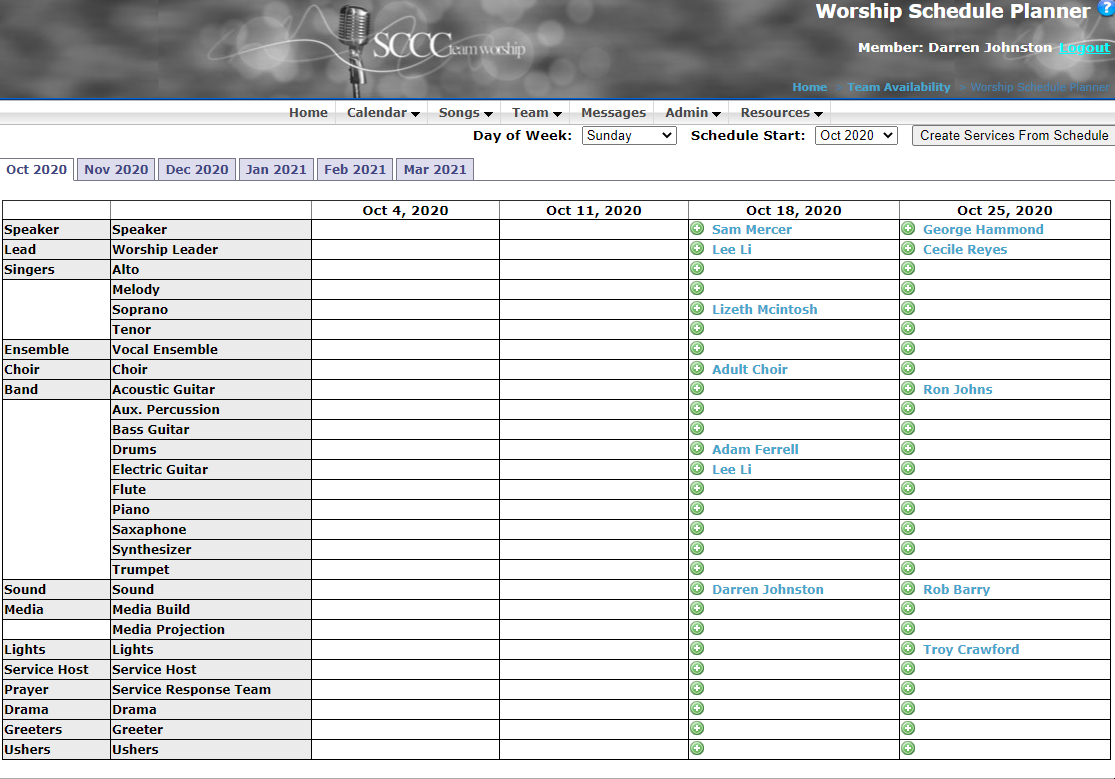 Worship Schedule Planner ?
SCCC team worship
Member: Darren Johnston Logout
Home > Team Availability > Worship Schedule Planner
Home Calendar Songs Team Messages Admin Resources
Day of Week: Sunday Schedule Start: Oct 2020 Create Services From Schedule
Oct 2020 Nov 2020 Dec 2020 Jan 2021 Feb 2021 Mar 2021
Oct 4, 2020 Oct 11, 2020 Oct 18, 2020 Oct 25, 2020
Speaker Speaker Sam Mercer George Hammond
Lead Worship Leader Lee Li Cecile Reyes
Singers Alto
Melody
Soprano Lizeth Mcintosh
Tenor
Ensemble Vocal Ensemble
Choir Choir Adult Choir
Band Acoustic Guitar Ron Johns
Aux. Percussion
Bass Guitar
Drums Adam Ferrell
Electric Guitar Lee Li
Flute
Piano
Saxaphone
Synthesizer
Trumpet
Sound Sound Darren Johnston Rob Barry
Media Media Build
Media Projection
Lights Lights Troy Crawford
Service Host Service Host
Prayer Service Response Team
Drama Drama
Greeters Greeter
Ushers Ushers